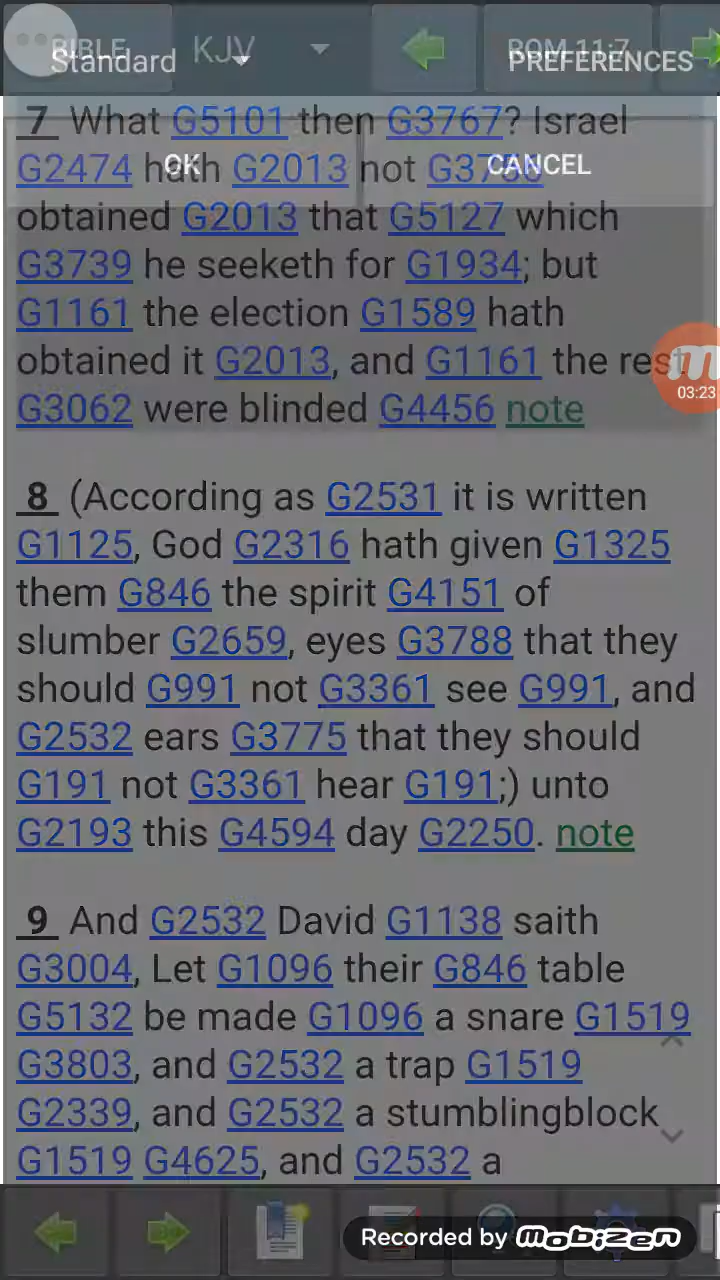 BIBLE KJV ROM 11:7
Standard PREFERENCES
7 What G5101 then G3767? Israel
OK CANCEL
G2474 hath G2013 not G3756
obtained G2013 that G5127 which
G3739 he seeketh for G1934; but
G1161 the election G1589 hath
obtained it G2013, and G1161 the rest
03:23
G3062 were blinded G4456 note
8 (According as G2531 it is written
G1125, God G2316 hath given G1325
them G846 the spirit G4151 of
slumber G2659, eyes G3788 that they
should G991 not G3361 see G991, and
G2532 ears G3775 that they should
G191 not G3361 hear G191;) unto
G2193 this G4594 day G2250. note
9 And G2532 David G1138 saith
G3004, Let G1096 their G846 table
G5132 be made G1096 a snare G1519
G3803, and G2532 a trap G1519
G2339, and G2532 a stumblingblock
G1519 G4625, and G2532 a
Recorded by mobizen